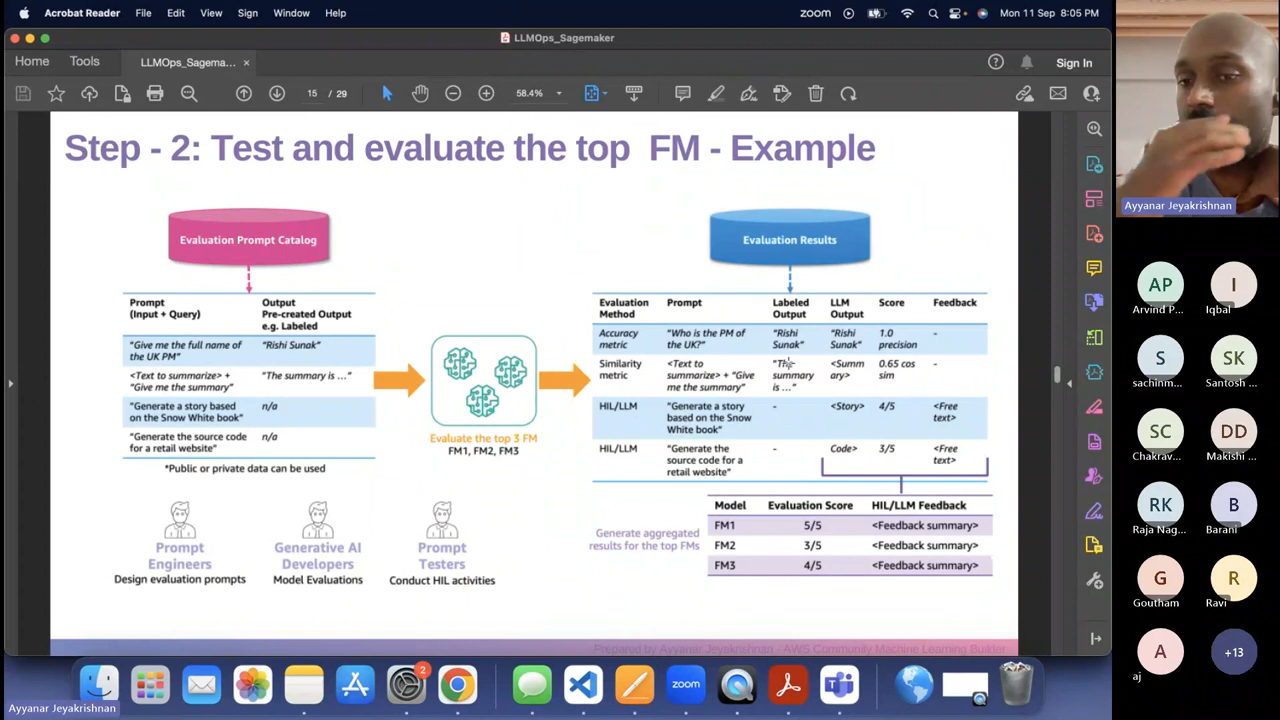 Acrobat Reader File Edit View Sign Window Help
zoom Mon 11 Sep 8:05 PM
LLMOps_Sagemaker
Home Tools LLMOps_Sagema... × Sign In
15 / 29 58.4%
Step - 2: Test and evaluate the top FM - Example
Evaluation Prompt Catalog
Prompt
(Input + Query)
Output
Pre-created Output
e.g. Labeled
"Give me the full name of
the UK PM"
"Rishi Sunak"
<Text to summarize> +
"Give me the summary"
"The summary is ..."
"Generate a story based
on the Snow White book"
n/a
"Generate the source code
for a retail website"
n/a
*Public or private data can be used
Evaluate the top 3 FM
FM1, FM2, FM3
Prompt
Engineers
Design evaluation prompts
Generative AI
Developers
Model Evaluations
Prompt
Testers
Conduct HIL activities
Evaluation Results
Evaluation
Method
Prompt
Labeled
Output
LLM
Output
Score
Feedback
Accuracy
metric
"Who is the PM of
the UK?"
"Rishi
Sunak"
"Rishi
Sunak"
1.0
precision
-
Similarity
metric
<Text to
summarize> + "Give
me the summary"
"The
summary
is ..."
<Summ
ary>
0.65 cos
sim
-
HIL/LLM
"Generate a story
based on the Snow
White book"
-
<Story>
4/5
<Free
text>
HIL/LLM
"Generate the
source code for a
retail website"
-
Code>
3/5
<Free
text>
Generate aggregated
results for the top FMs
Model Evaluation Score HIL/LLM Feedback
FM1 5/5 <Feedback summary>
FM2 3/5 <Feedback summary>
FM3 4/5 <Feedback summary>
Prepared by Ayyanar Jeyakrishnan - AWS Community Machine Learning Builder
2
zoom
Ayyanar Jeyakrishnan
Ayyanar Jeyakrishnan
AP I
Arvind P... Iqbal
S SK
sachinm... Santosh ...
SC DD
Chakrav... Makishi ...
RK B
Raja Nag... Barani
G R
Goutham Ravi
A +13
aj